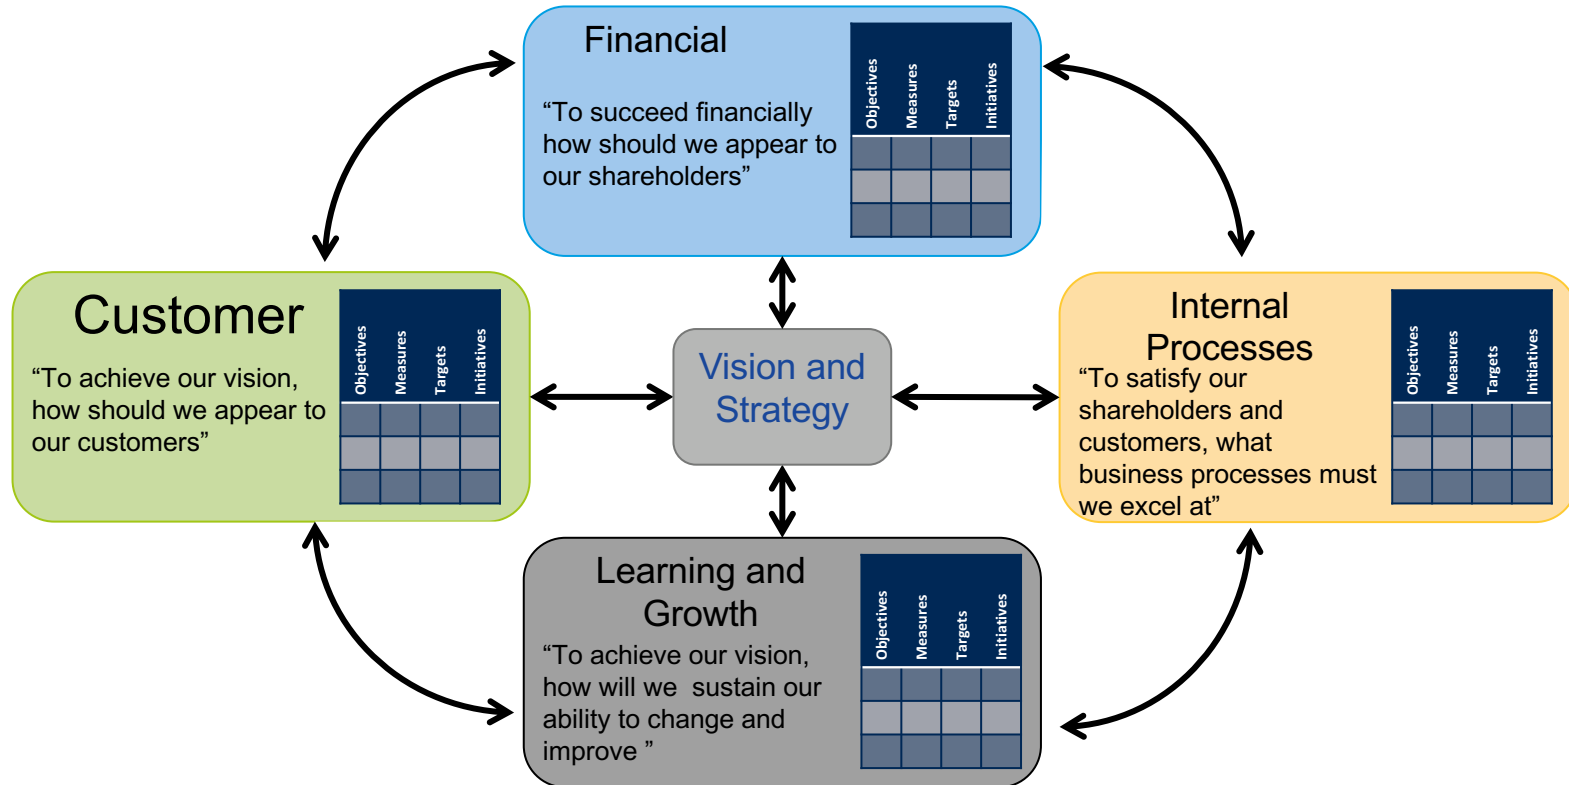 Financial
“To succeed financially
how should we appear to
our shareholders”
Objectives
Measures
Targets
Initiatives
Customer
“To achieve our vision,
how should we appear to
our customers”
Objectives
Measures
Targets
Initiatives
Vision and
Strategy
Internal
Processes
“To satisfy our
shareholders and
customers, what
business processes must
we excel at”
Objectives
Measures
Targets
Initiatives
Learning and
Growth
“To achieve our vision,
how will we  sustain our
ability to change and
improve ”
Objectives
Measures
Targets
Initiatives